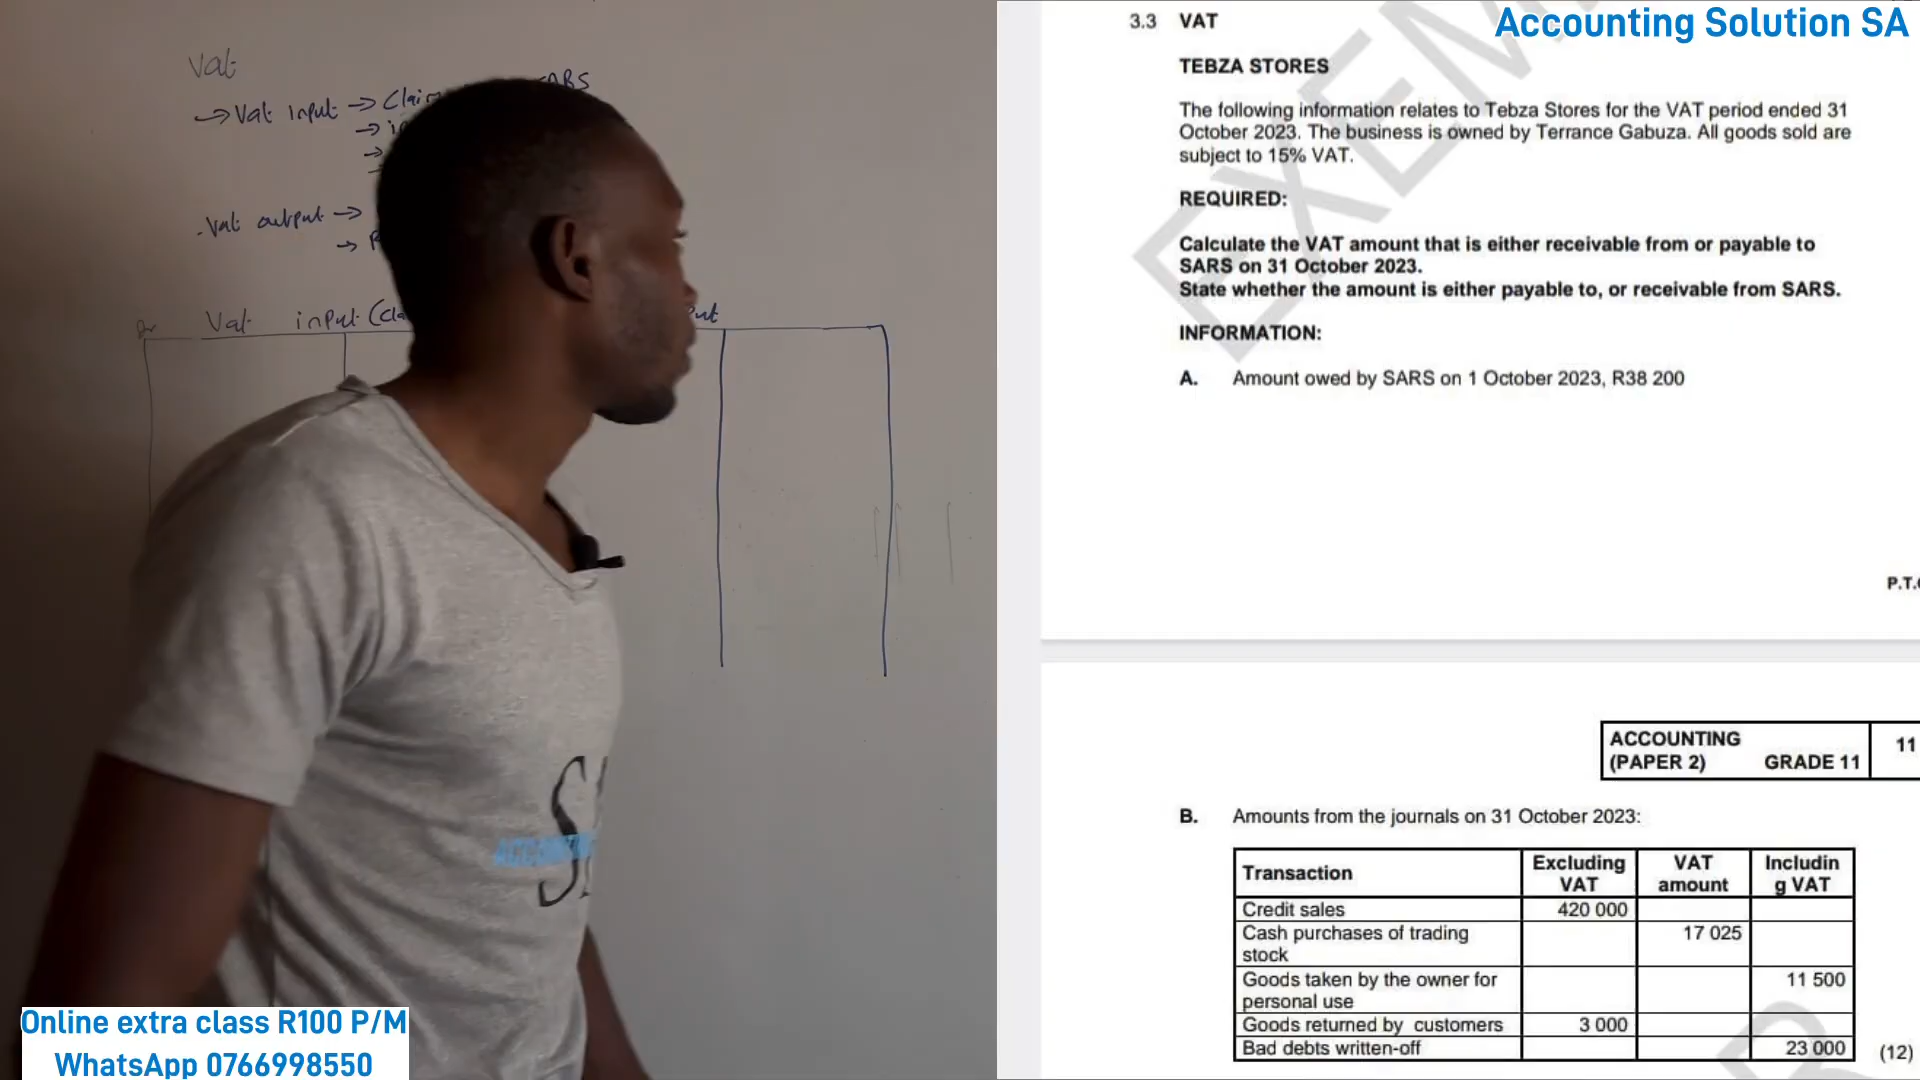 Vat
→ Vat input →
→
→
→
. Vat output →
→
Vat input
Online extra class R100 P/M
WhatsApp 0766998550
Accounting Solution SA
3.3 VAT
TEBZA STORES
The following information relates to Tebza Stores for the VAT period ended 31
October 2023. The business is owned by Terrance Gabuza. All goods sold are
subject to 15% VAT.
REQUIRED:
Calculate the VAT amount that is either receivable from or payable to
SARS on 31 October 2023.
State whether the amount is either payable to, or receivable from SARS.
INFORMATION:
A. Amount owed by SARS on 1 October 2023, R38 200
ACCOUNTING
(PAPER 2) GRADE 11
11
B. Amounts from the journals on 31 October 2023:
Transaction Excluding VAT VAT amount Includin g VAT
Credit sales 420 000
Cash purchases of trading stock 17 025
Goods taken by the owner for personal use 11 500
Goods returned by customers 3 000
Bad debts written-off 23 000
(12)